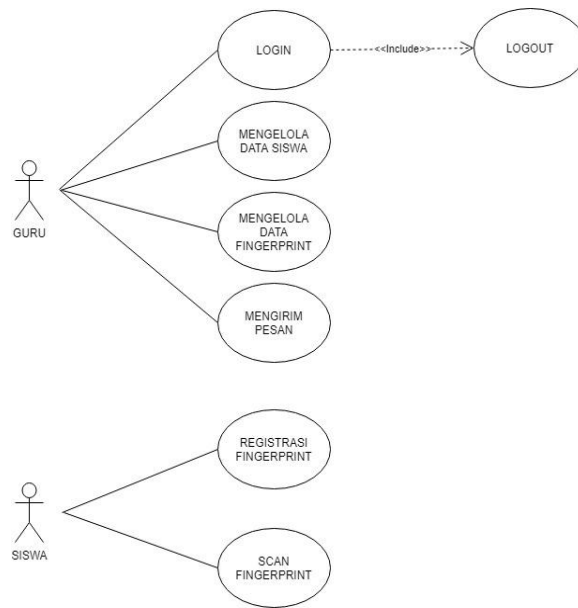 LOGIN
<<Include>>
LOGOUT
MENGELOLA
DATA SISWA
GURU
MENGELOLA
DATA
FINGERPRINT
MENGIRIM
PESAN
REGISTRASI
FINGERPRINT
SISWA
SCAN
FINGERPRINT